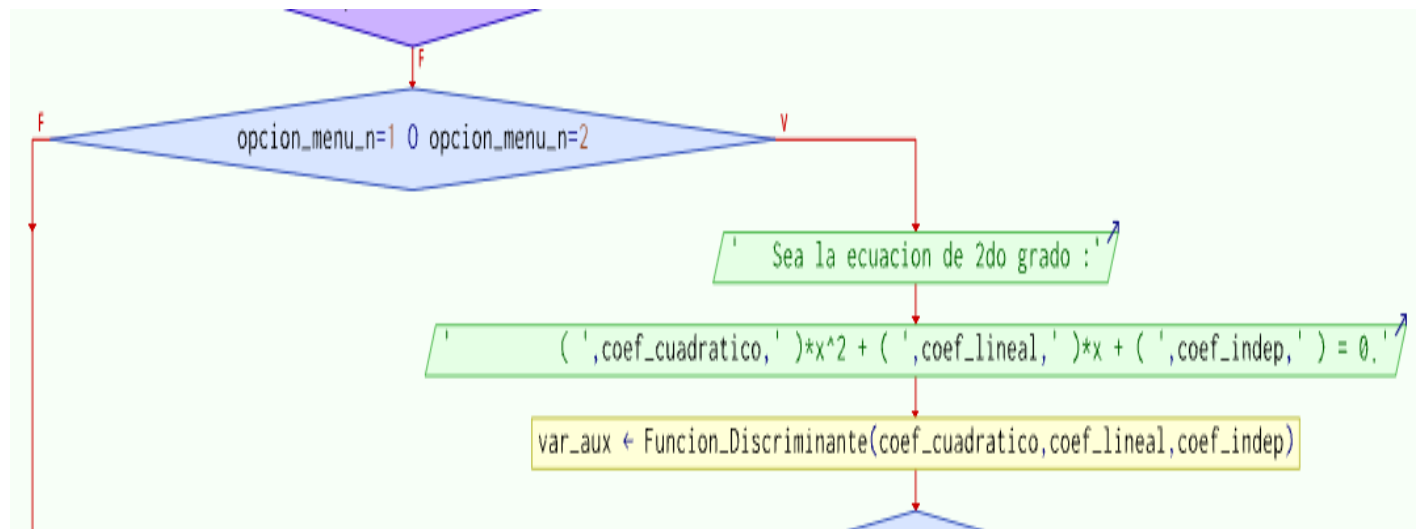 F
F
opcion_menu_n=1 O opcion_menu_n=2
V
' Sea la ecuacion de 2do grado :'
' ( ',coef_cuadratico,' )*x^2 + ( ',coef_lineal,' )*x + ( ',coef_indep,' ) = 0.'
var_aux ← Funcion_Discriminante(coef_cuadratico,coef_lineal,coef_indep)